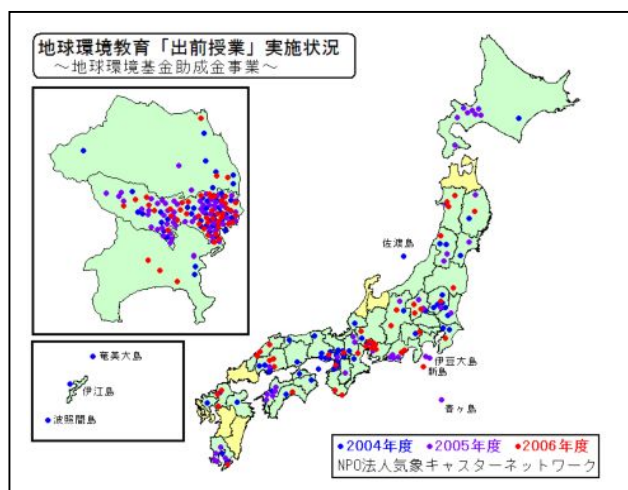 地球環境教育「出前授業」実施状況
～地球環境基金助成金事業～
佐渡島
伊豆大島
新島
青ヶ島
奄美大島
伊江島
波照間島
•2004年度 •2005年度 •2006年度
NPO法人気象キャスターネットワーク